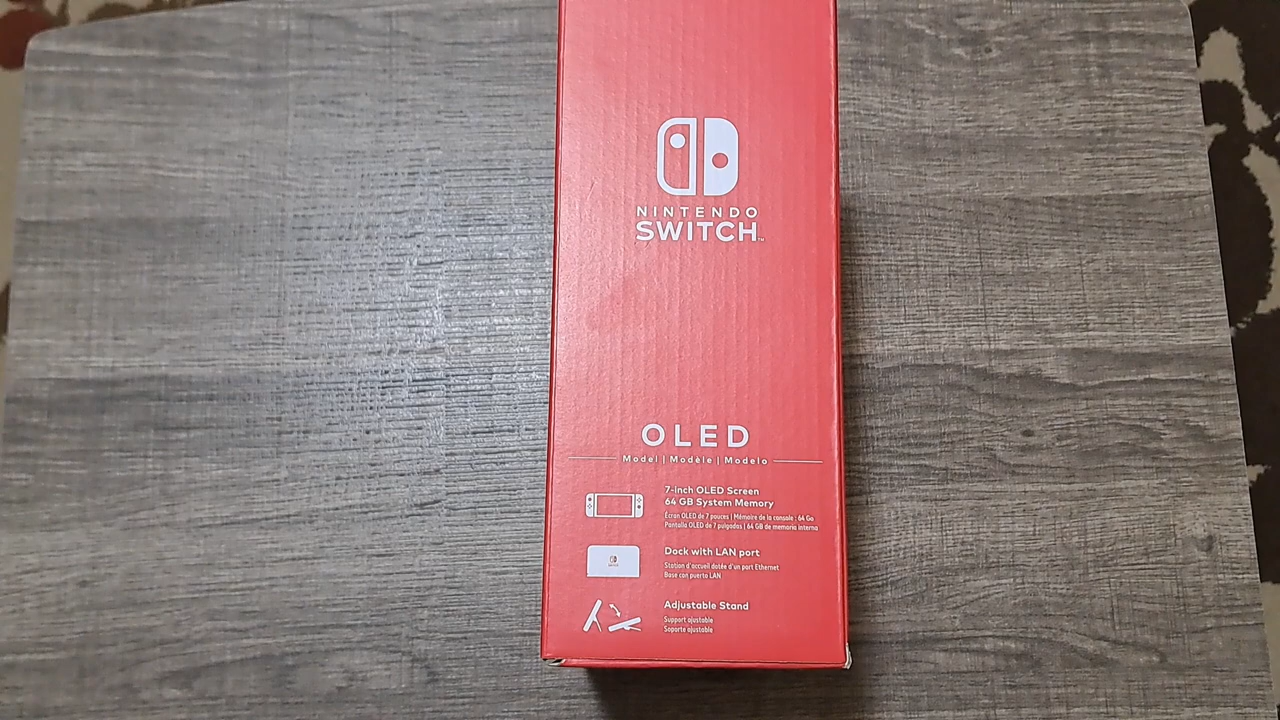 NINTENDO
SWITCH™
OLED
Model | Modèle | Modelo
7-inch OLED Screen
64 GB System Memory
Écran OLED de 7 pouces | Mémoire de la console : 64 Go
Pantalla OLED de 7 pulgadas | 64 GB de memoria interna
Dock with LAN port
Station d'accueil dotée d'un port Ethernet
Base con puerto LAN
Adjustable Stand
Support ajustable
Soporte ajustable